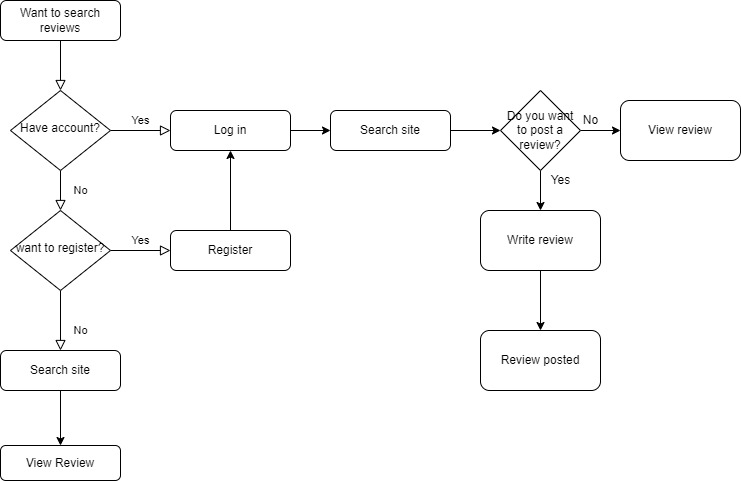 Want to search
reviews
Have account?
Yes
Log in
Search site
Do you want
to post a
review?
No
View review
No
Yes
want to register?
Yes
Register
Write review
No
Search site
Review posted
View Review